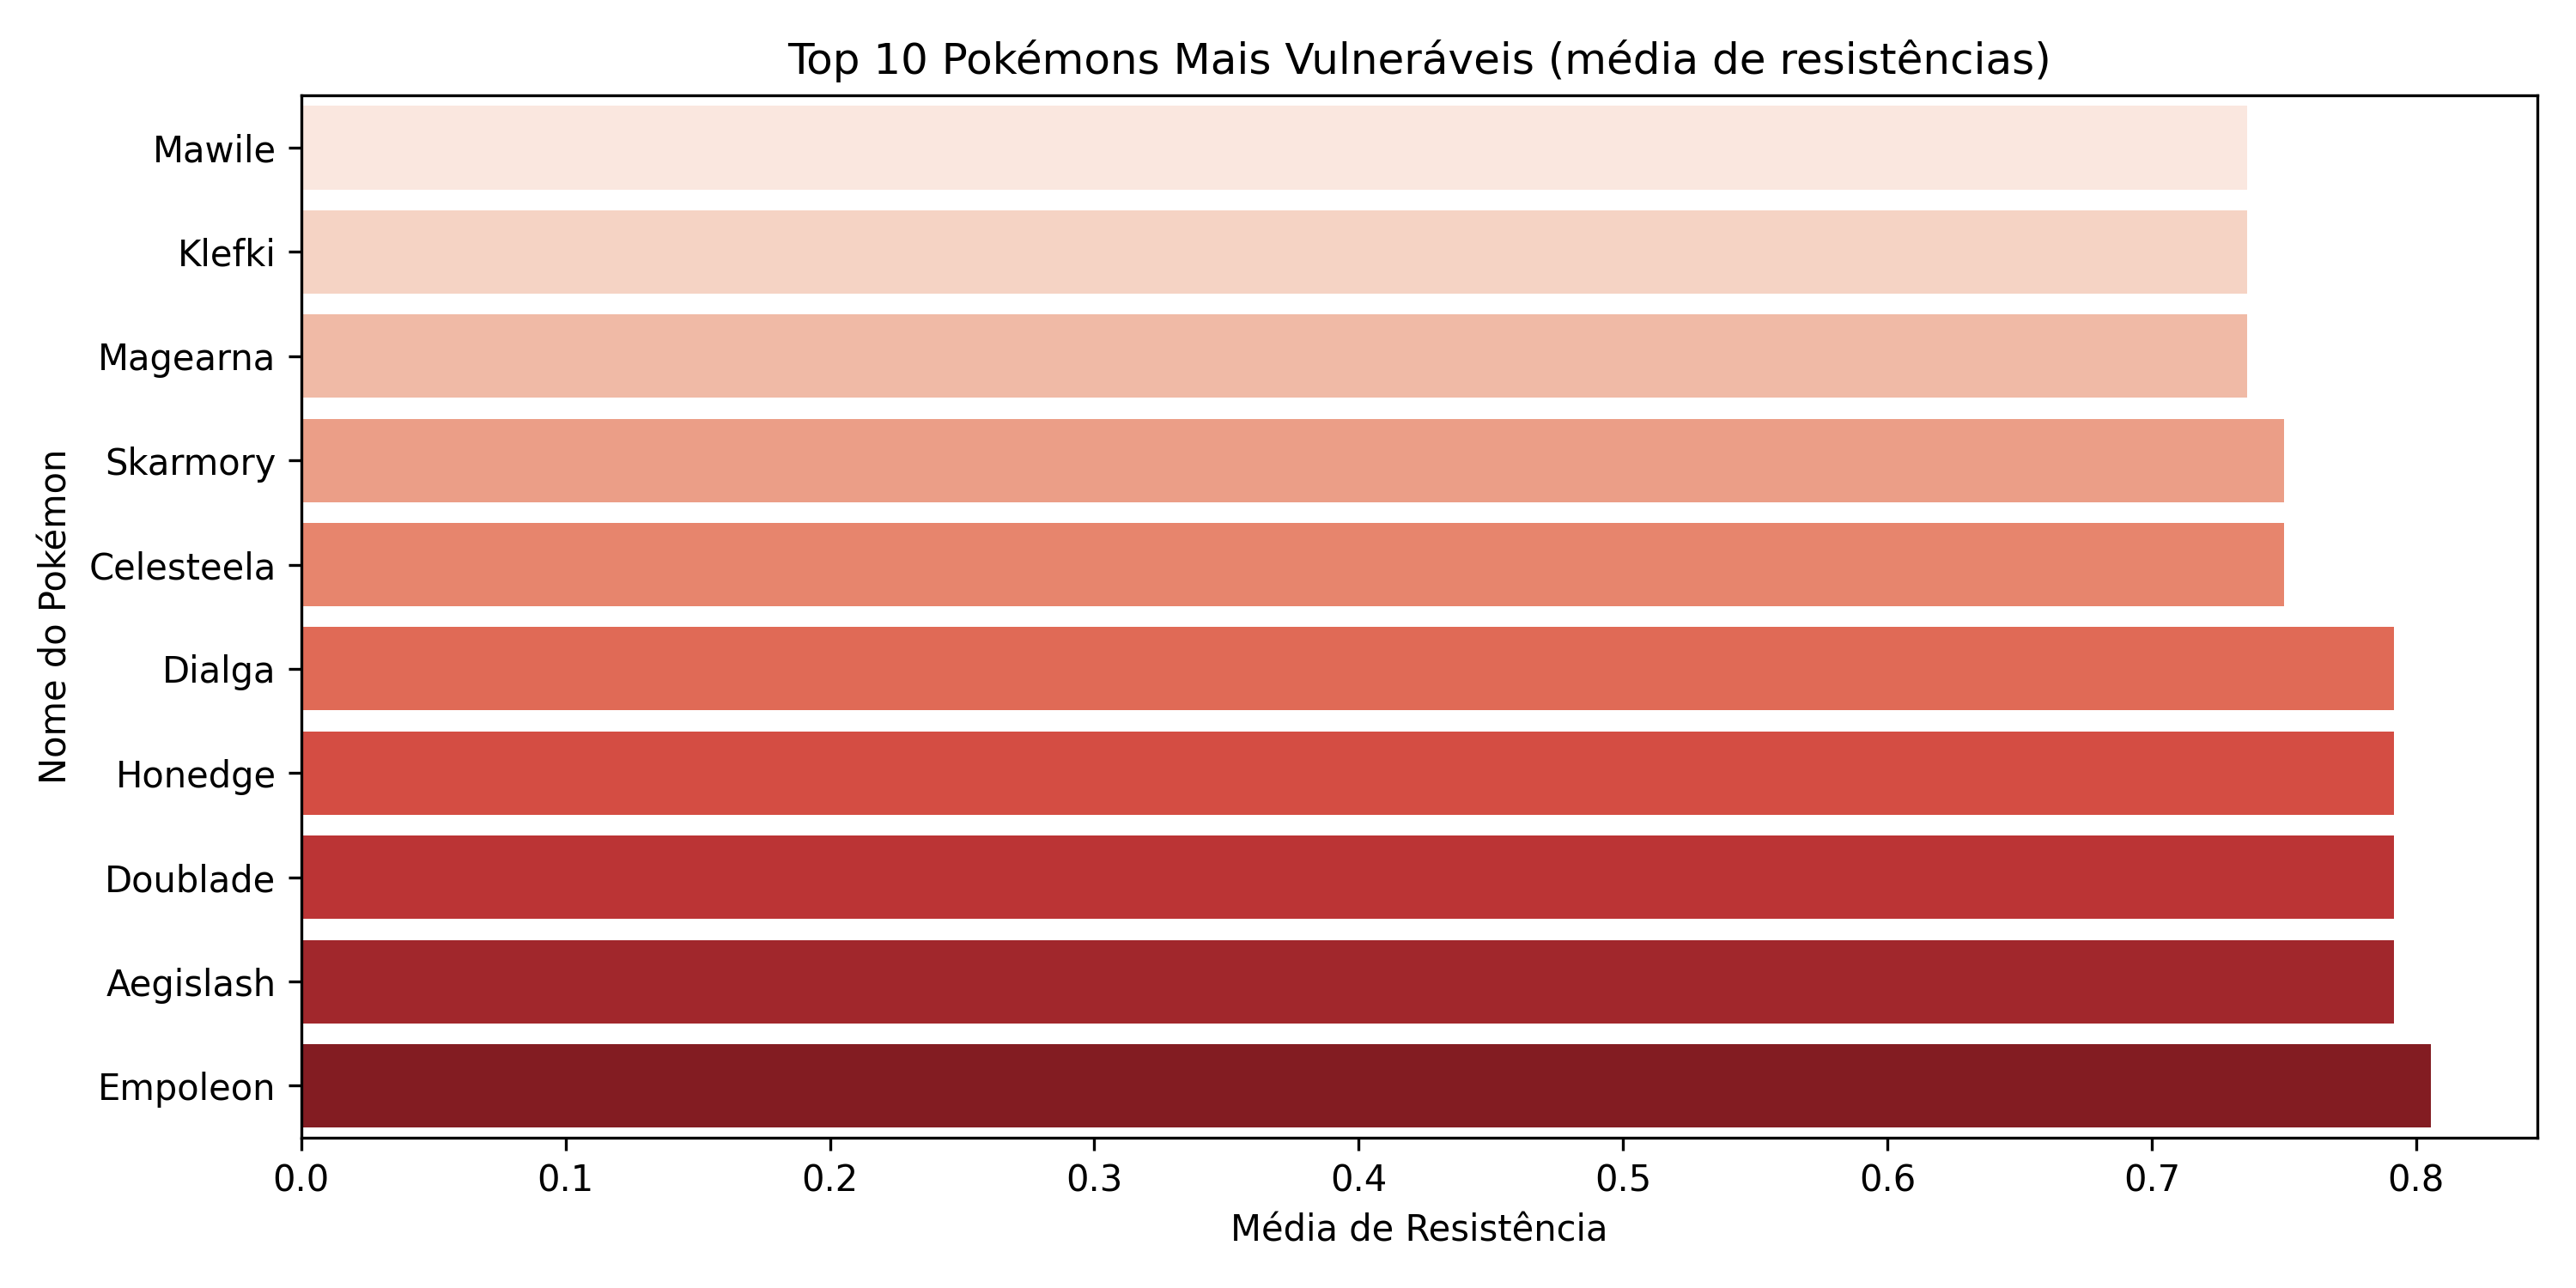 Top 10 Pokémons Mais Vulneráveis (média de resistências)
Nome do Pokémon
Mawile
Klefki
Magearna
Skarmory
Celesteela
Dialga
Honedge
Doublade
Aegislash
Empoleon
0.0 0.1 0.2 0.3 0.4 0.5 0.6 0.7 0.8
Média de Resistência